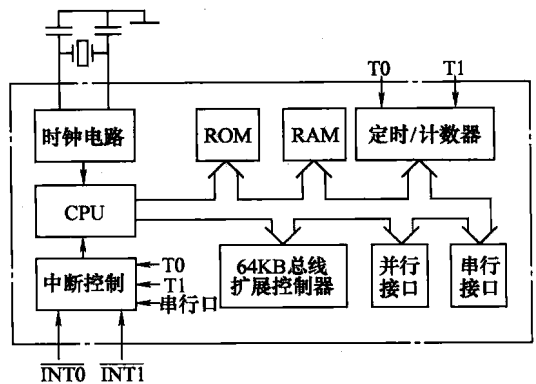 T0 T1
时钟电路
ROM
RAM
定时/计数器
CPU
中断控制
T0
T1
串行口
64KB总线
扩展控制器
并行
接口
串行
接口
INT0
INT1